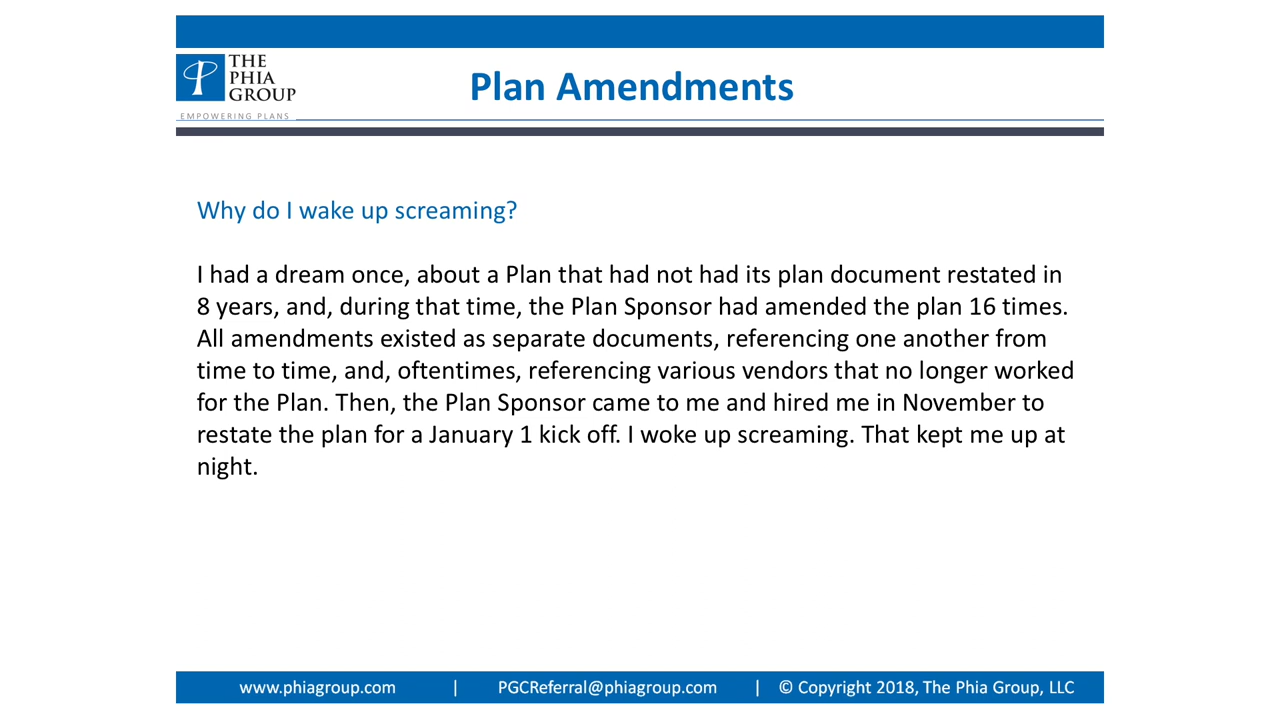 THE
PHIA
GROUP
EMPOWERING PLANS
Plan Amendments
Why do I wake up screaming?
I had a dream once, about a Plan that had not had its plan document restated in
8 years, and, during that time, the Plan Sponsor had amended the plan 16 times.
All amendments existed as separate documents, referencing one another from
time to time, and, oftentimes, referencing various vendors that no longer worked
for the Plan. Then, the Plan Sponsor came to me and hired me in November to
restate the plan for a January 1 kick off. I woke up screaming. That kept me up at
night.
www.phiagroup.com | PGCReferral@phiagroup.com | © Copyright 2018, The Phia Group, LLC